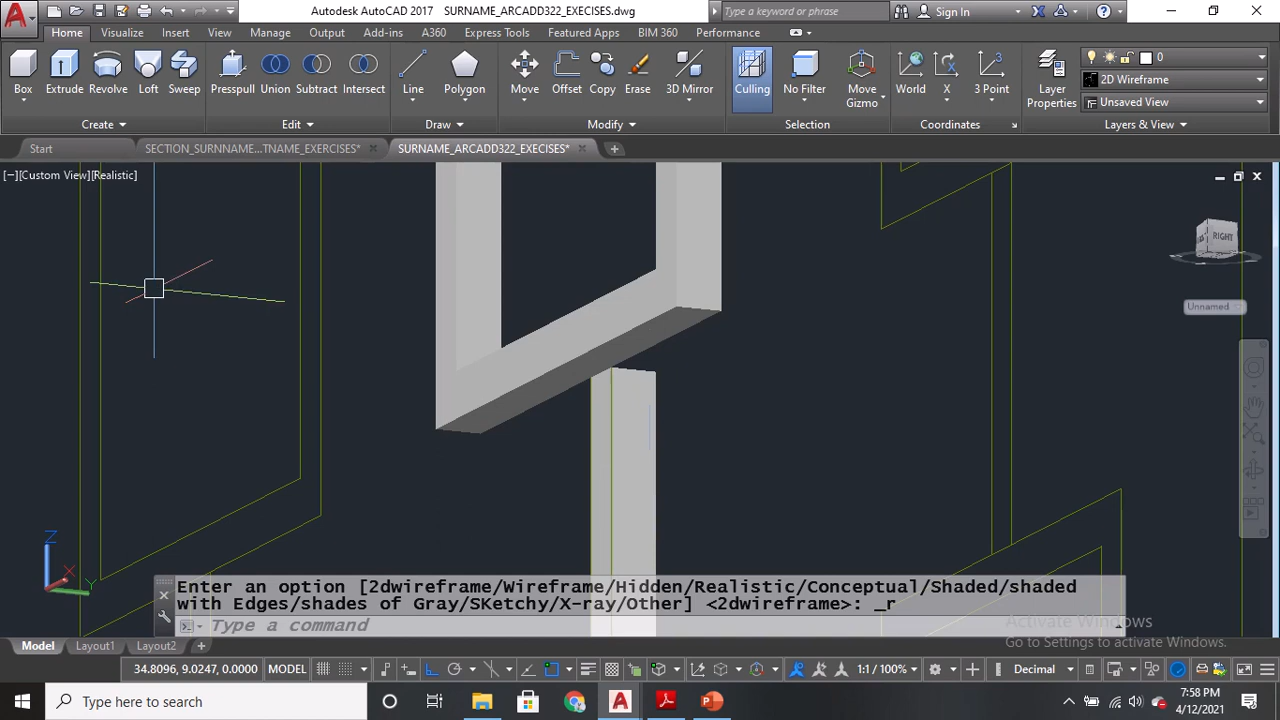 Autodesk AutoCAD 2017 SURNAME_ARCADD322_EXECISES.dwg
Type a keyword or phrase
Sign In
Home Visualize Insert View Manage Output Add-ins A360 Express Tools Featured Apps BIM 360 Performance
Box Extrude Revolve Loft Sweep Presspull Union Subtract Intersect Line Polygon Move Offset Copy Erase 3D Mirror Culling No Filter Move Gizmo World X 3 Point Layer Properties
0
2D Wireframe
Unsaved View
Create Edit Draw Modify Selection Coordinates Layers & View
Start SECTION_SURNNAME...TNAME_EXERCISES* SURNAME_ARCADD322_EXECISES*
[−][Custom View][Realistic]
RIGHT
Unnamed
Z
X
Y
Enter an option [2dwireframe/Wireframe/Hidden/Realistic/Conceptual/Shaded/shaded
with Edges/shades of Gray/SKetchy/X-ray/Other] <2dwireframe>: _r
Type a command
Activate Windows
Go to Settings to activate Windows.
Model Layout1 Layout2
34.8096, 9.0247, 0.0000 MODEL 1:1 / 100% Decimal
Type here to search
7:58 PM
4/12/2021